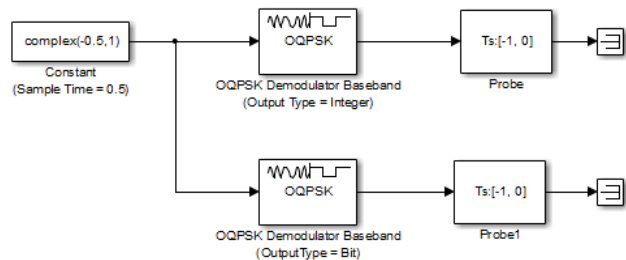 complex(-0.5,1)
Constant
(Sample Time = 0.5)
OQPSK
OQPSK Demodulator Baseband
(Output Type = Integer)
Ts:[-1, 0]
Probe
OQPSK
OQPSK Demodulator Baseband
(OutputType = Bit)
Ts:[-1, 0]
Probe1